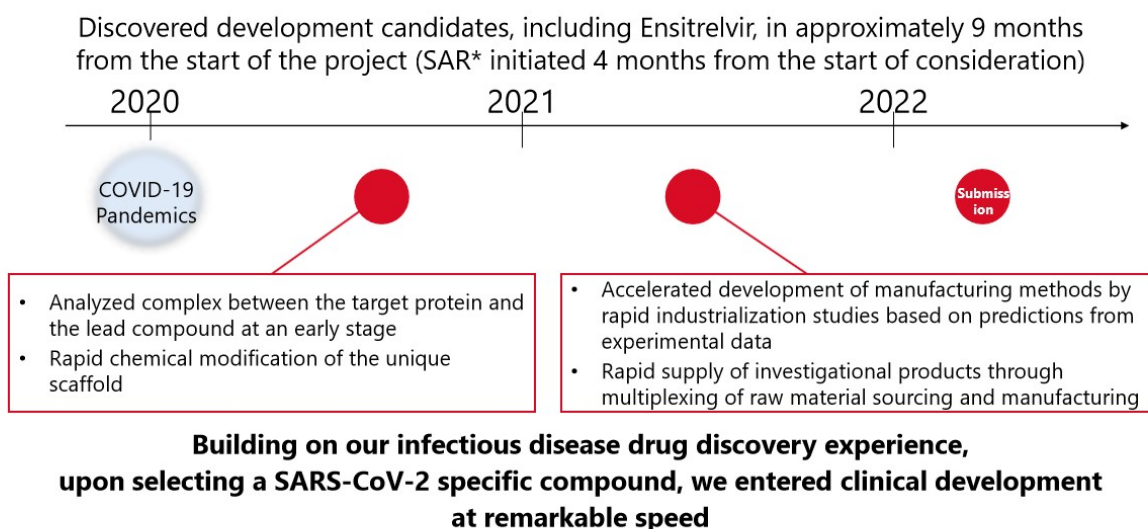 Discovered development candidates, including Ensitrelvir, in approximately 9 months
from the start of the project (SAR* initiated 4 months from the start of consideration)
2020
2021
2022
COVID-19
Pandemics
Submiss
ion
• Analyzed complex between the target protein and
the lead compound at an early stage
• Rapid chemical modification of the unique
scaffold
• Accelerated development of manufacturing methods by
rapid industrialization studies based on predictions from
experimental data
• Rapid supply of investigational products through
multiplexing of raw material sourcing and manufacturing
Building on our infectious disease drug discovery experience,
upon selecting a SARS-CoV-2 specific compound, we entered clinical development
at remarkable speed